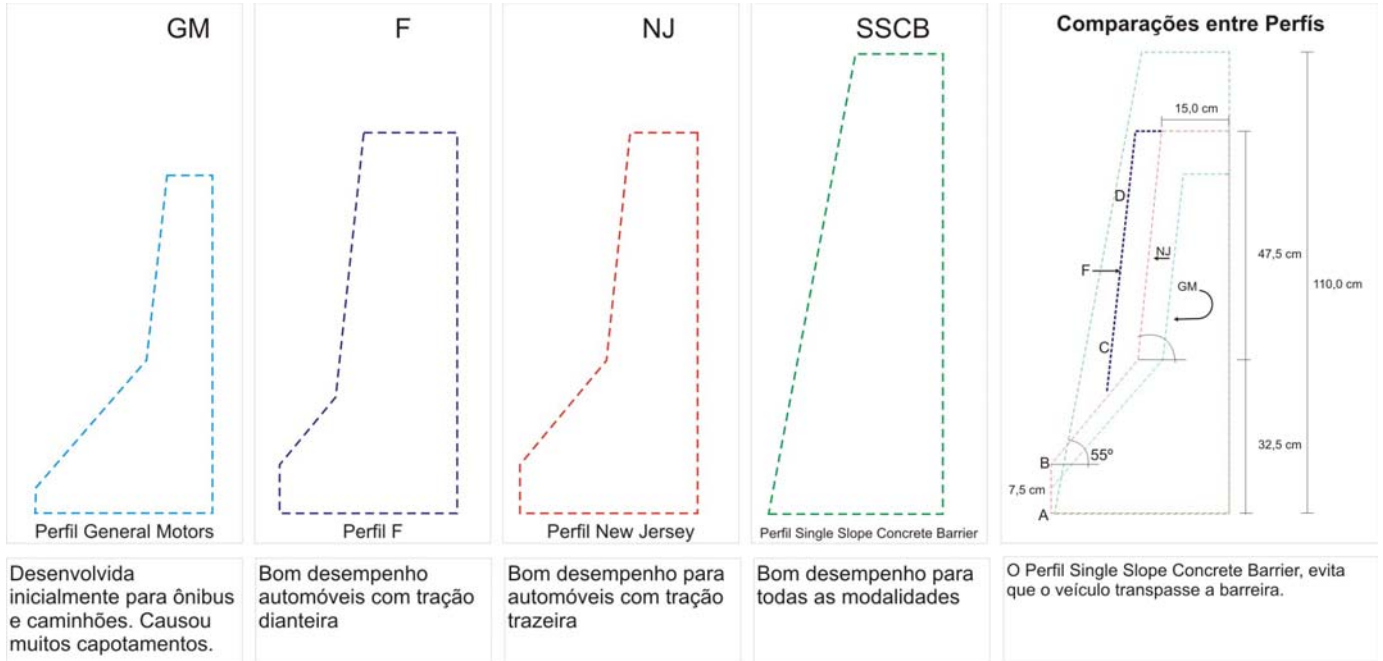 GM
Perfil General Motors
Desenvolvida
inicialmente para ônibus
e caminhões. Causou
muitos capotamentos.
F
Perfil F
Bom desempenho
automóveis com tração
dianteira
NJ
Perfil New Jersey
Bom desempenho para
automóveis com tração
trazeira
SSCB
Perfil Single Slope Concrete Barrier
Bom desempenho para
todas as modalidades
Comparações entre Perfís
15,0 cm
D
NJ
F
GM
47,5 cm
110,0 cm
C
B
55º
32,5 cm
7,5 cm
A
O Perfil Single Slope Concrete Barrier, evita
que o veículo transpasse a barreira.